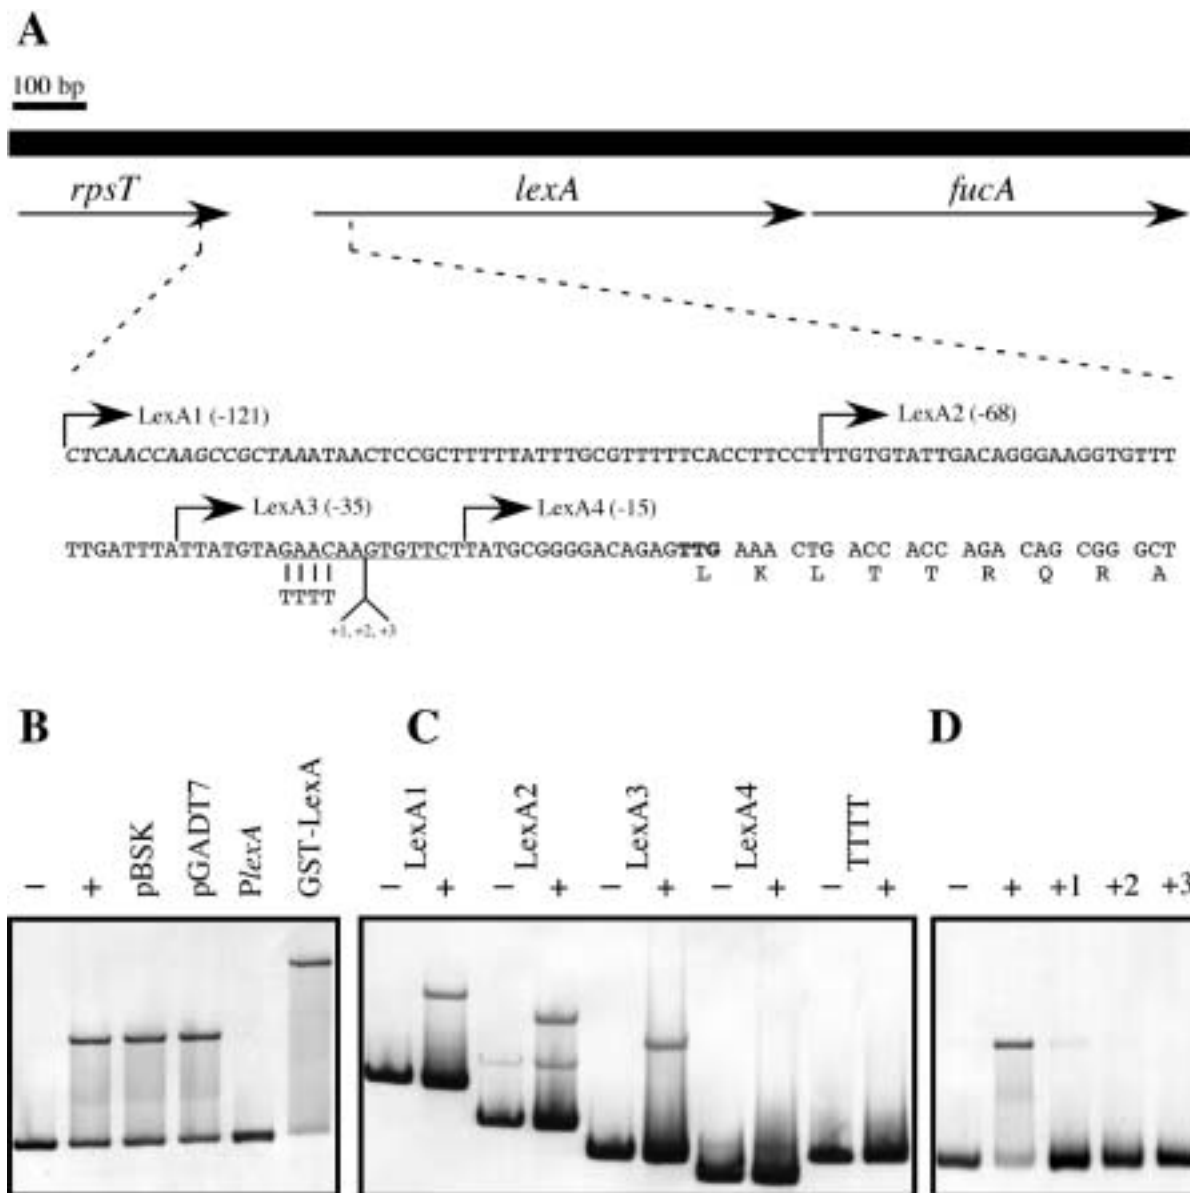 A
100 bp
rpsT lexA fucA
LexA1 (-121) LexA2 (-68)
CTCAACCAAGCCGCTAAATAACTCCGCTTTTTATTTGCGTTTTTCACCTTCCTTTGTGTATTGACAGGGAAGGTGTTT
LexA3 (-35) LexA4 (-15)
TTGATTTATTATGTAGAACAAGTGTTCTTATGCGGGGACAGAGTTG AAA CTG ACC ACC AGA CAG CGG GCT
L K L T T R Q R A
TTTT
+1, +2, +3
B C D
− + pBSK pGADT7 PlexA GST-LexA
LexA1 LexA2 LexA3 LexA4 TTTT
− + − + − + − + − +
− + +1 +2 +3